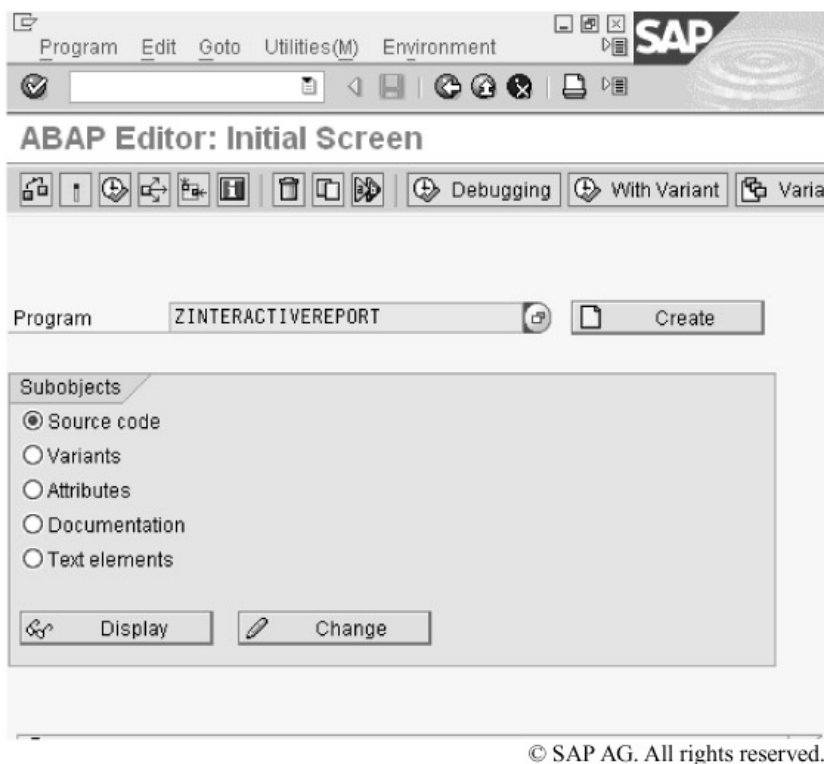 Program Edit Goto Utilities(M) Environment
SAP
ABAP Editor: Initial Screen
Debugging With Variant Varia
Program ZINTERACTIVEREPORT Create
Subobjects
Source code
Variants
Attributes
Documentation
Text elements
Display Change
© SAP AG. All rights reserved.